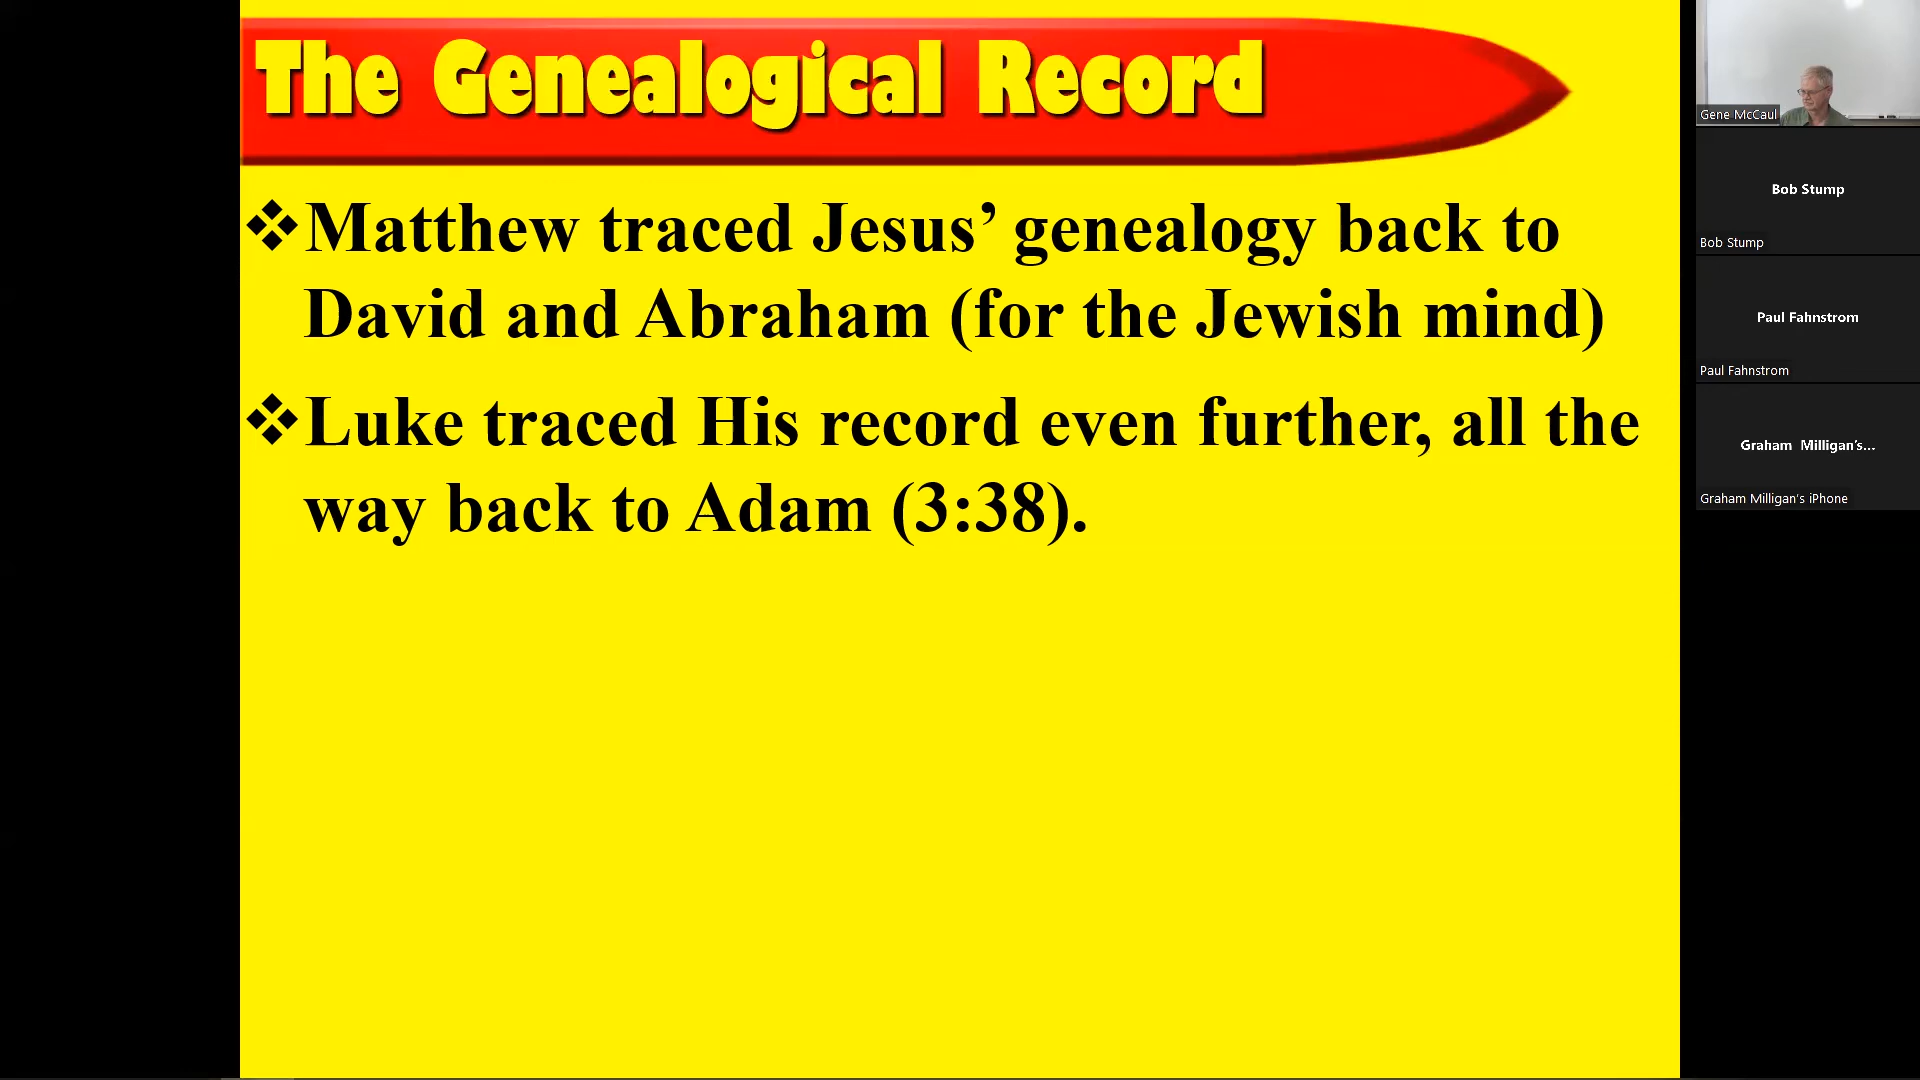 The Genealogical Record
❖Matthew traced Jesus’ genealogy back to
David and Abraham (for the Jewish mind)
❖Luke traced His record even further, all the
way back to Adam (3:38).
Gene McCaul
Bob Stump
Bob Stump
Paul Fahnstrom
Paul Fahnstrom
Graham Milligan’s...
Graham Milligan's iPhone